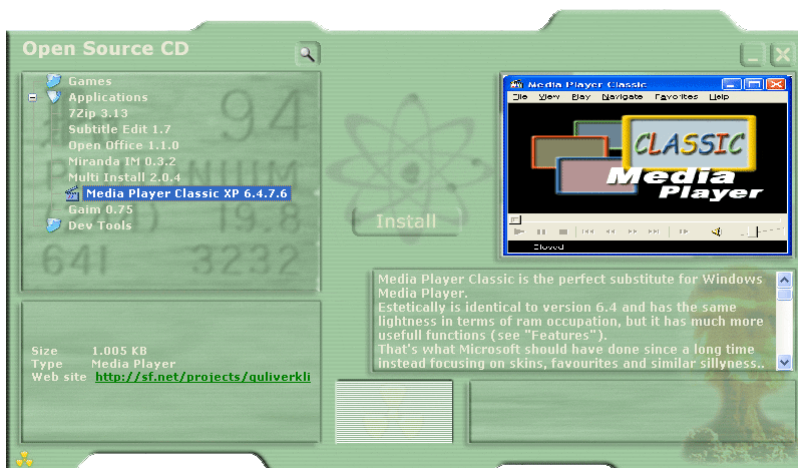 Open Source CD
Games
Applications
7Zip 3.13
Subtitle Edit 1.7
Open Office 1.1.0
Miranda IM 0.3.2
Multi Install 2.0.4
Media Player Classic XP 6.4.7.6
Gaim 0.75
Dev Tools
94
NIUM
19.8
641 3232
Install
Media Player Classic
File View Play Navigate Favorites Help
CLASSIC
Media
Player
Closed
Media Player Classic is the perfect substitute for Windows
Media Player.
Estetically is identical to version 6.4 and has the same
lightness in terms of ram occupation, but it has much more
usefull functions (see "Features").
That's what Microsoft should have done since a long time
instead focusing on skins, favourites and similar sillyness..
Size 1.005 KB
Type Media Player
Web site http://sf.net/projects/guliverkli